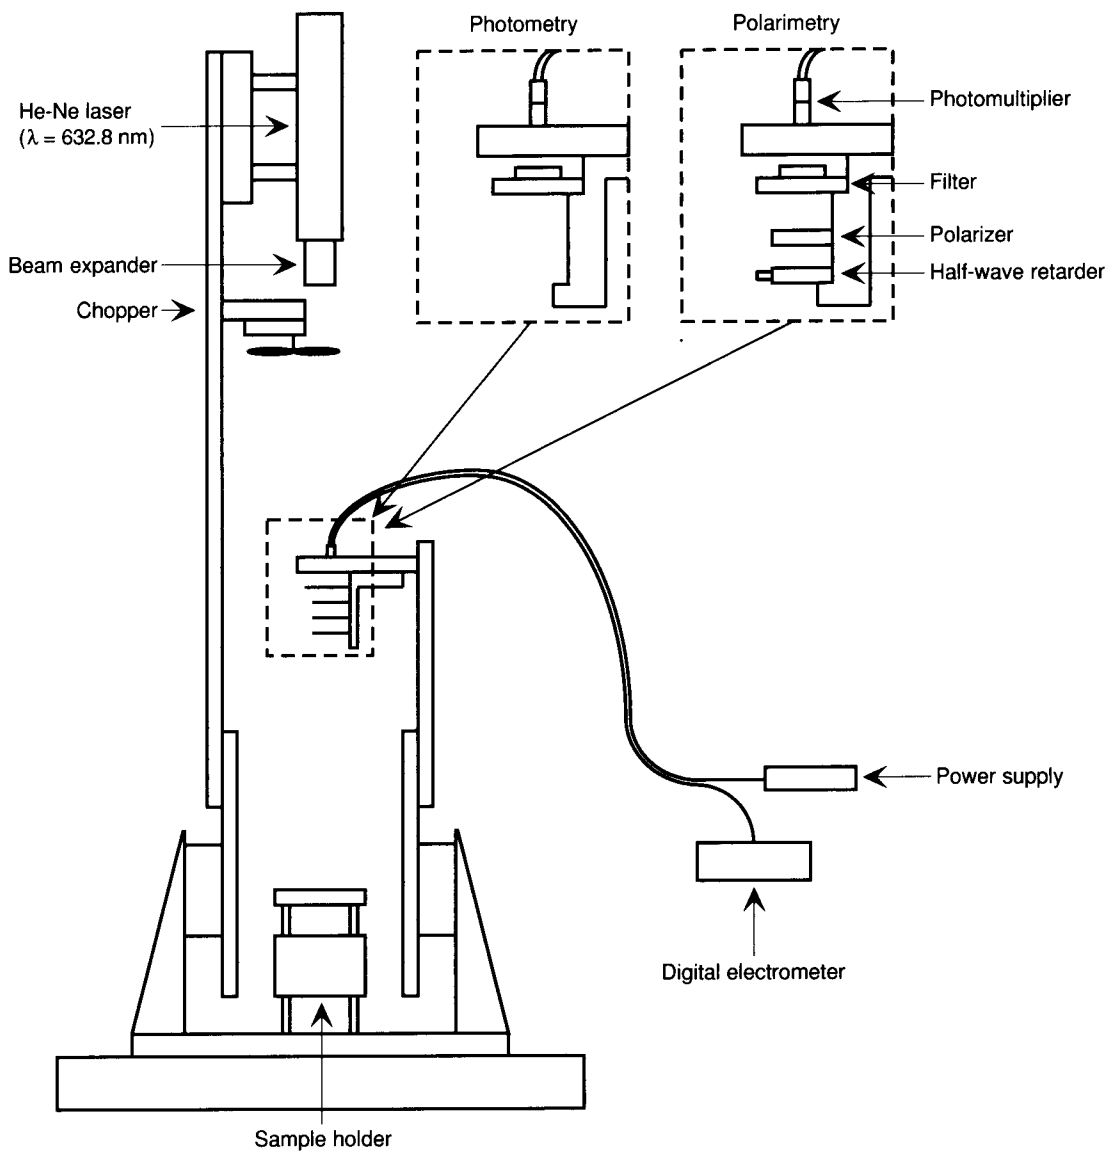 Photometry
Polarimetry
He-Ne laser
(λ = 632.8 nm)
Photomultiplier
Filter
Polarizer
Beam expander
Half-wave retarder
Chopper
Power supply
Digital electrometer
Sample holder